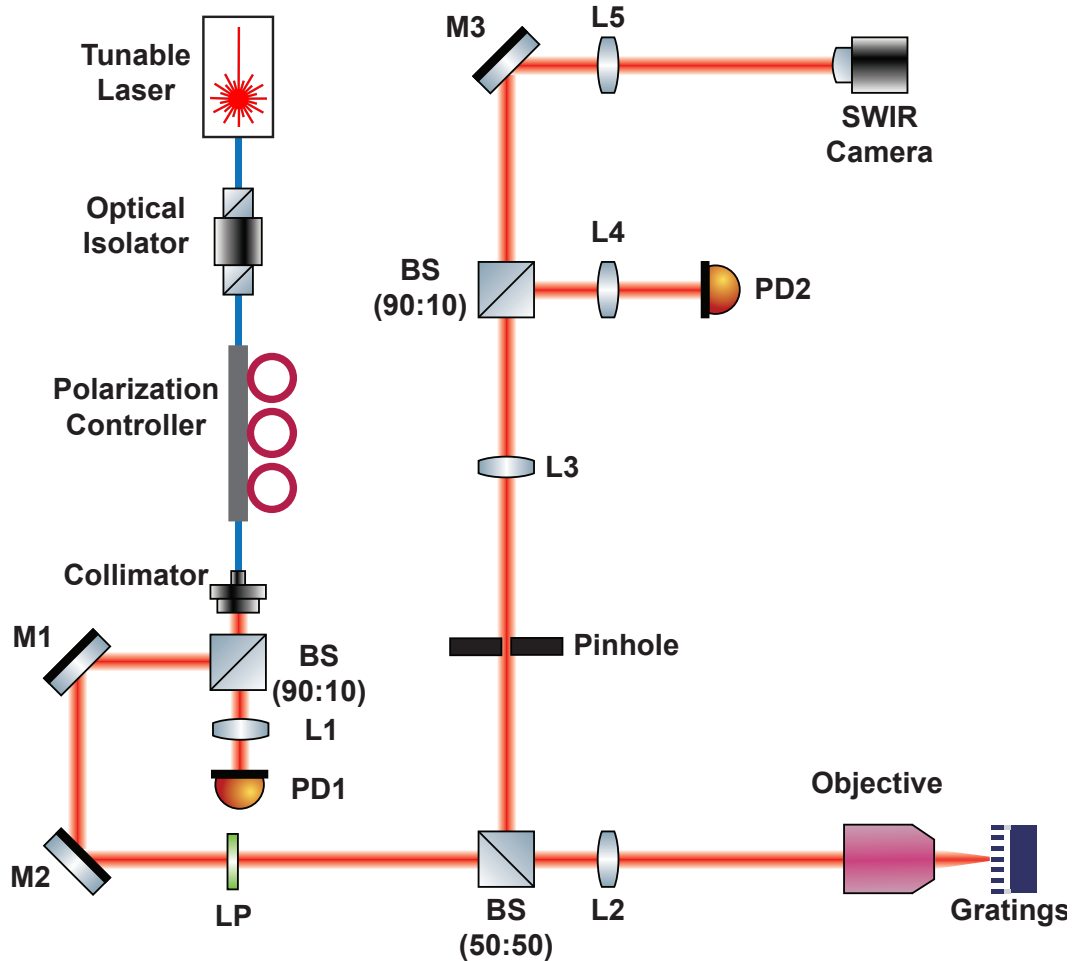 Tunable
Laser
Optical
Isolator
Polarization
Controller
Collimator
M1
BS
(90:10)
L1
PD1
M2
LP
M3
L5
SWIR
Camera
BS
(90:10)
L4
PD2
L3
Pinhole
BS
(50:50)
L2
Objective
Gratings